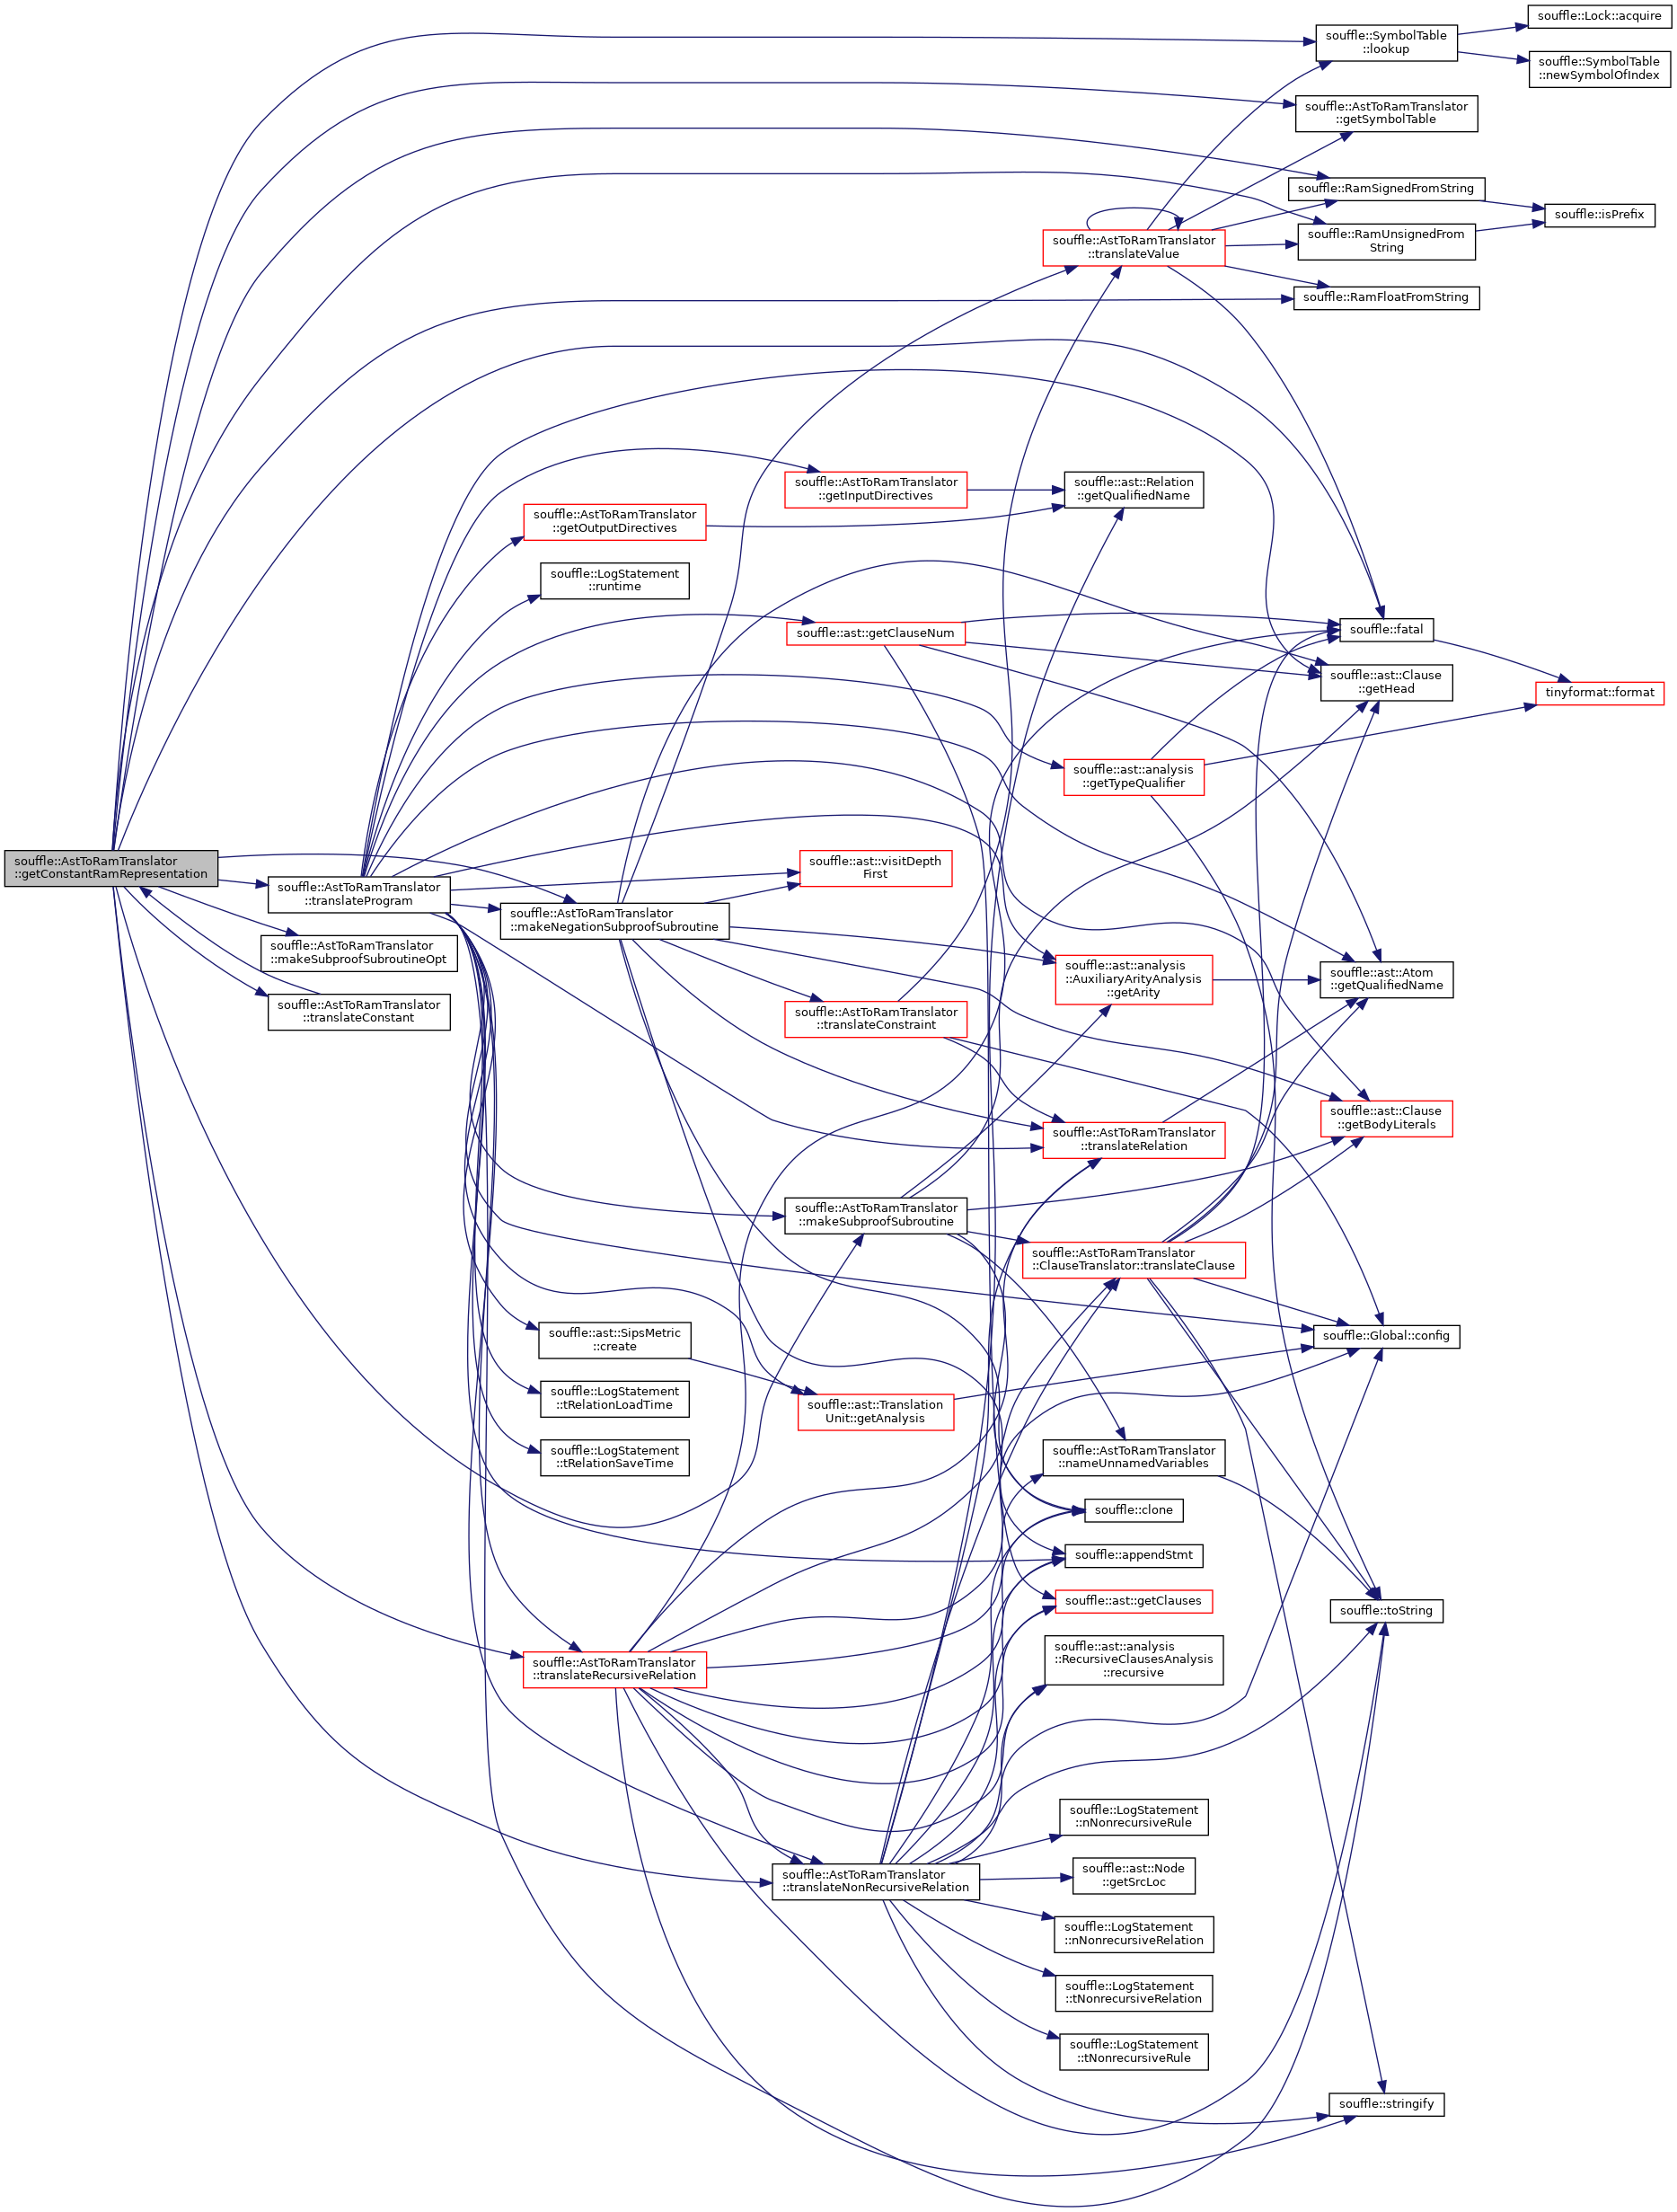 souffle::Lock::acquire
souffle::SymbolTable
::lookup
souffle::SymbolTable
::newSymbolOfIndex
souffle::AstToRamTranslator
::getSymbolTable
souffle::RamSignedFromString
souffle::isPrefix
souffle::RamUnsignedFrom
String
souffle::AstToRamTranslator
::translateValue
souffle::RamFloatFromString
souffle::AstToRamTranslator
::getInputDirectives
souffle::ast::Relation
::getQualifiedName
souffle::AstToRamTranslator
::getOutputDirectives
souffle::LogStatement
::runtime
souffle::ast::getClauseNum
souffle::fatal
souffle::ast::Clause
::getHead
tinyformat::format
souffle::ast::analysis
::getTypeQualifier
souffle::AstToRamTranslator
::getConstantRamRepresentation
souffle::AstToRamTranslator
::translateProgram
souffle::ast::visitDepth
First
souffle::AstToRamTranslator
::makeNegationSubproofSubroutine
souffle::AstToRamTranslator
::makeSubproofSubroutineOpt
souffle::ast::analysis
::AuxiliaryArityAnalysis
::getArity
souffle::ast::Atom
::getQualifiedName
souffle::AstToRamTranslator
::translateConstant
souffle::AstToRamTranslator
::translateConstraint
souffle::ast::Clause
::getBodyLiterals
souffle::AstToRamTranslator
::translateRelation
souffle::AstToRamTranslator
::makeSubproofSubroutine
souffle::AstToRamTranslator
::ClauseTranslator::translateClause
souffle::ast::SipsMetric
::create
souffle::Global::config
souffle::LogStatement
::tRelationLoadTime
souffle::ast::Translation
Unit::getAnalysis
souffle::LogStatement
::tRelationSaveTime
souffle::AstToRamTranslator
::nameUnnamedVariables
souffle::clone
souffle::appendStmt
souffle::ast::getClauses
souffle::toString
souffle::ast::analysis
::RecursiveClausesAnalysis
::recursive
souffle::AstToRamTranslator
::translateRecursiveRelation
souffle::LogStatement
::nNonrecursiveRule
souffle::AstToRamTranslator
::translateNonRecursiveRelation
souffle::ast::Node
::getSrcLoc
souffle::LogStatement
::nNonrecursiveRelation
souffle::LogStatement
::tNonrecursiveRelation
souffle::LogStatement
::tNonrecursiveRule
souffle::stringify